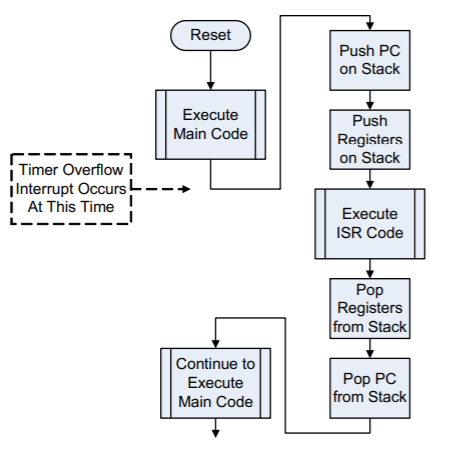 Reset
Execute
Main Code
Timer Overflow
Interrupt Occurs
At This Time
Push PC
on Stack
Push
Registers
on Stack
Execute
ISR Code
Pop
Registers
from Stack
Pop PC
from Stack
Continue to
Execute
Main Code